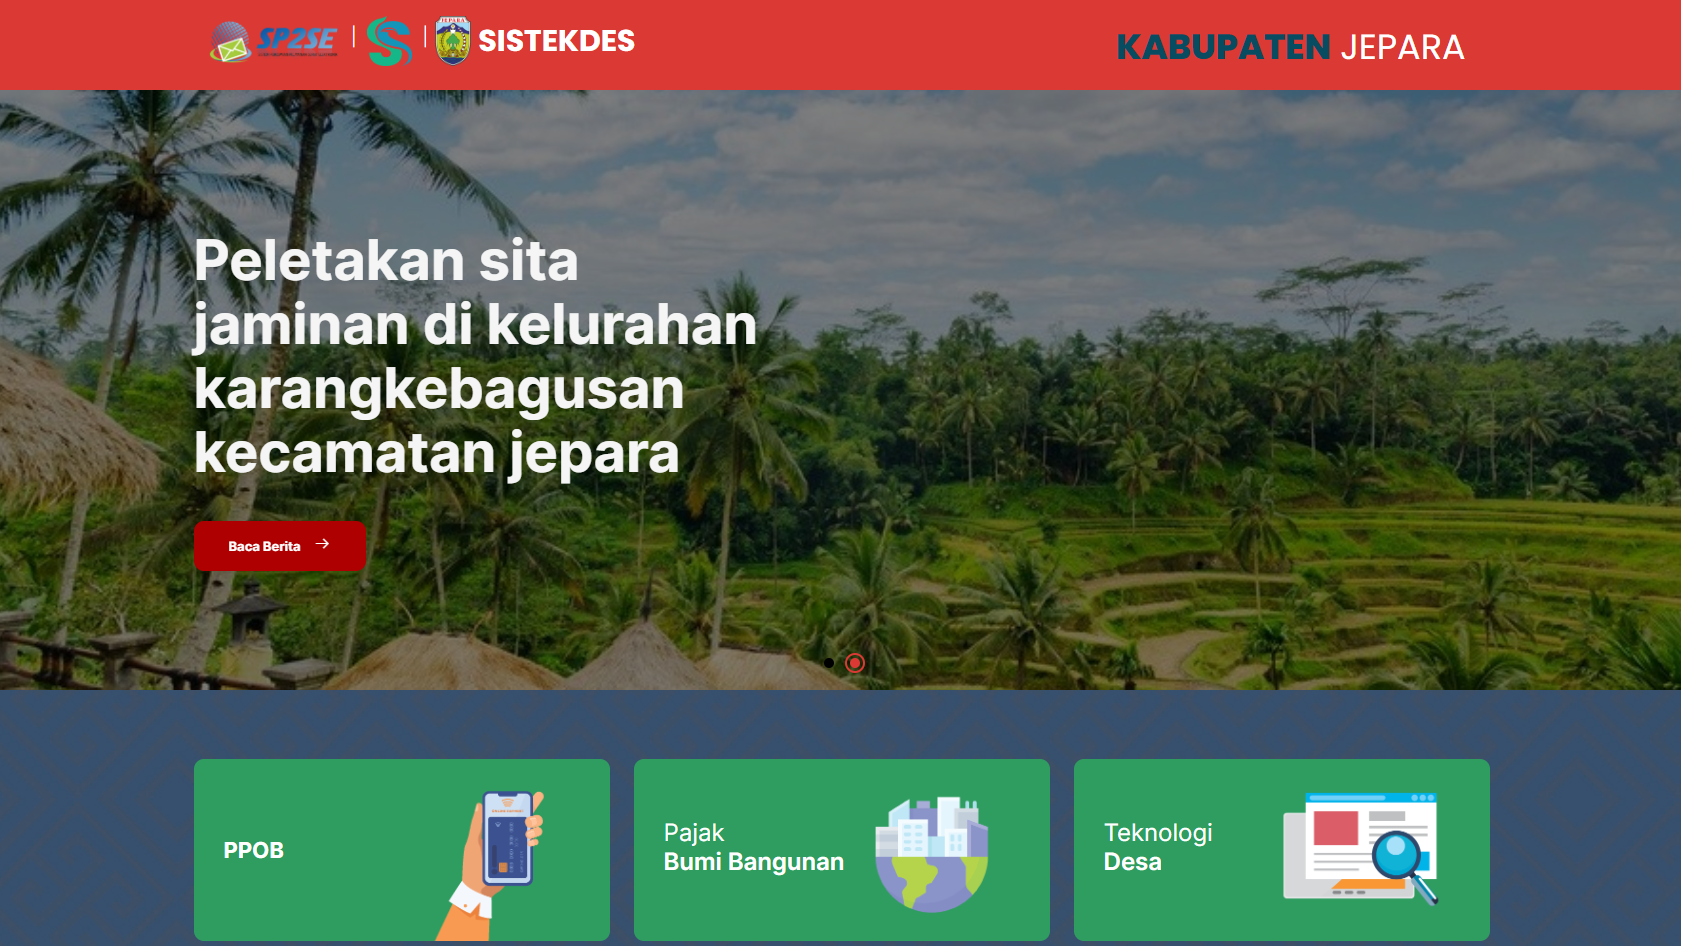 SP2SE | | SISTEKDES
KABUPATEN JEPARA
Peletakan sita
jaminan di kelurahan
karangkebagusan
kecamatan jepara
Baca Berita
PPOB
Pajak
Bumi Bangunan
Teknologi
Desa